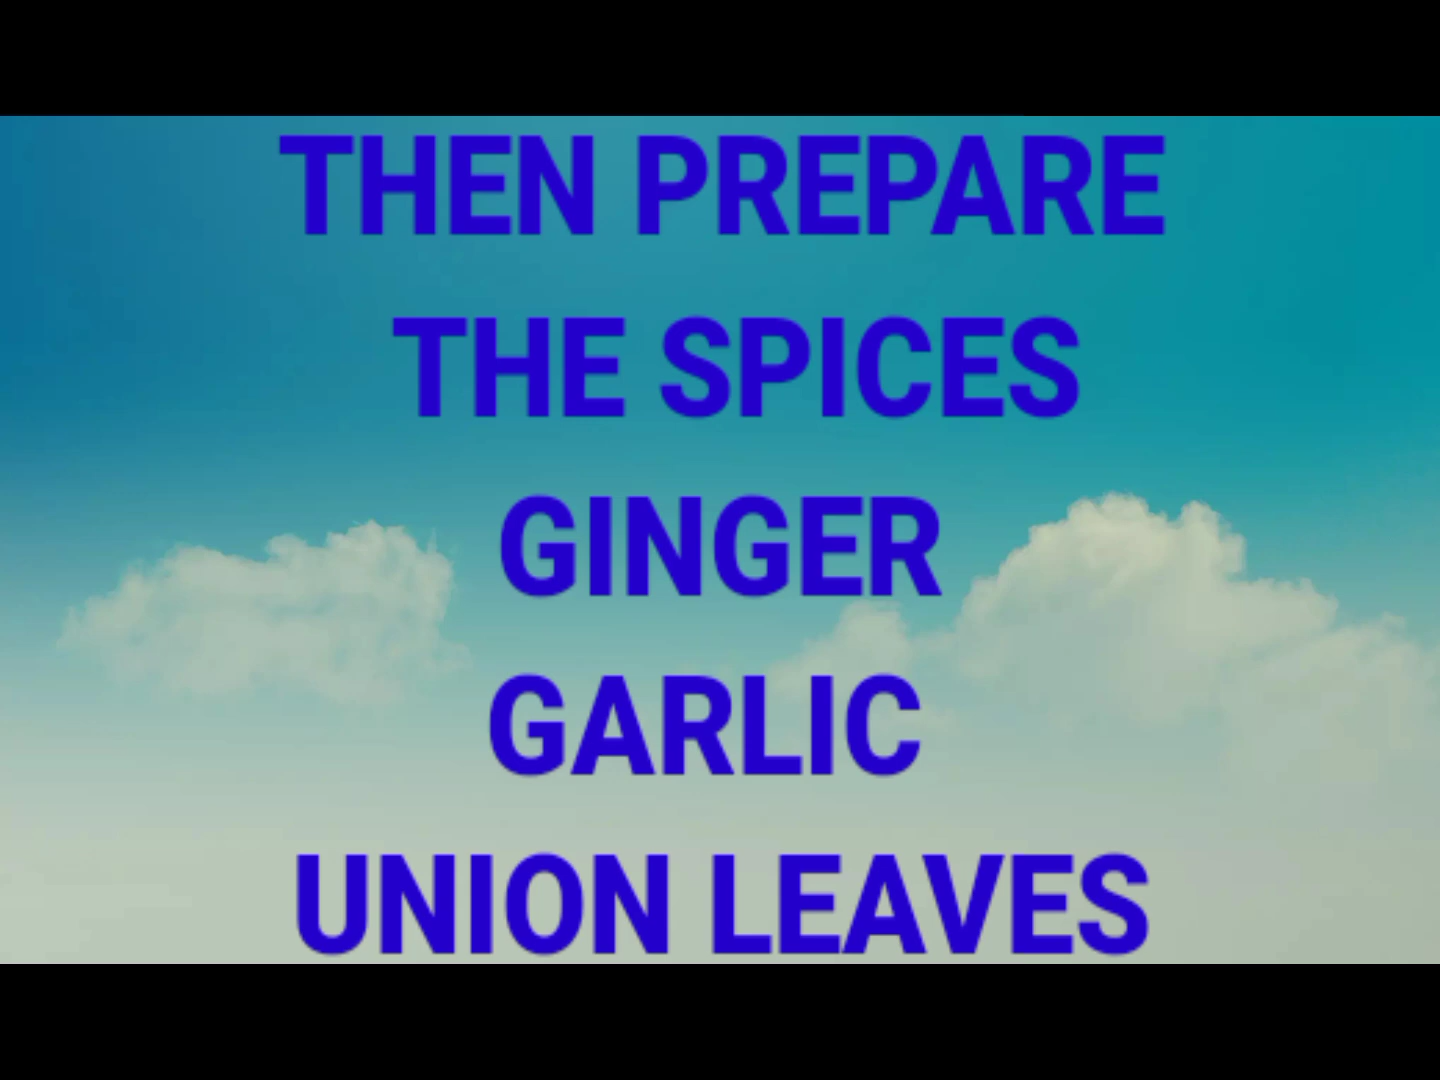 THEN PREPARE
THE SPICES
GINGER
GARLIC
UNION LEAVES